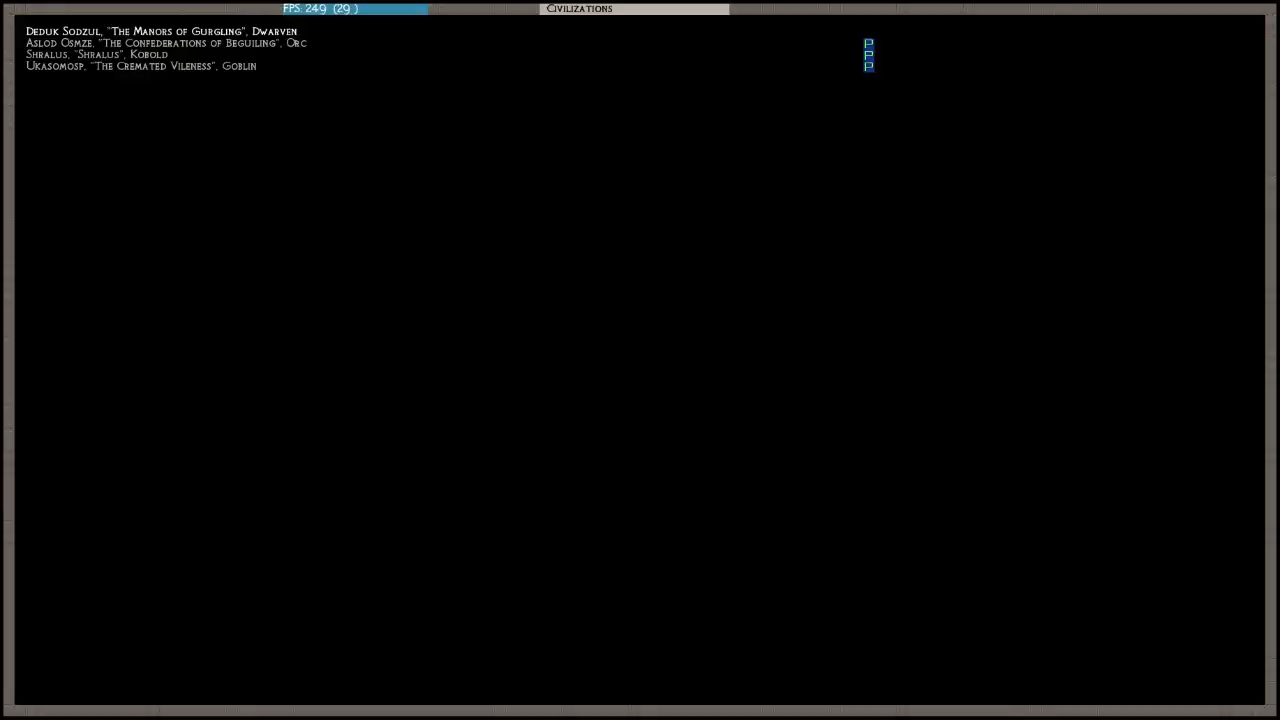 FPS: 249 (29 )
Civilizations
Deduk Sodzul, "The Manors of Gurgling", Dwarven
Aslod Osmze, "The Confederations of Beguiling", Orc P
Shralus, "Shralus", Kobold P
Ukasomosp, "The Cremated Vileness", Goblin P